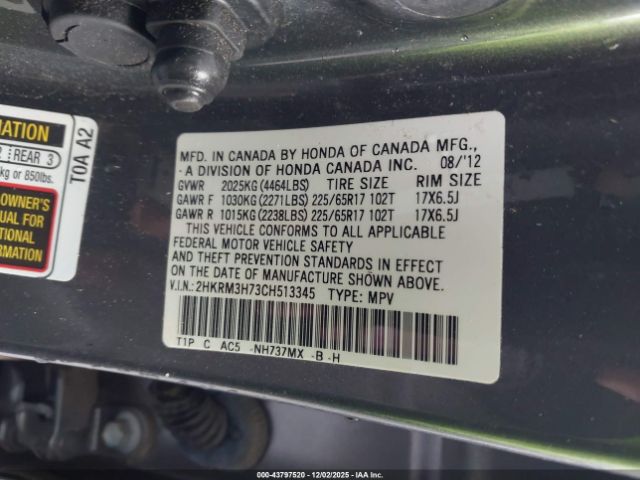 MATION
2 REAR 3
kg or 850lbs.
OWNER'S
NUAL FOR
TIONAL
RMATION
T0A A2
MFD. IN CANADA BY HONDA OF CANADA MFG.,
A DIVISION OF HONDA CANADA INC. 08/'12
GVWR 2025KG (4464LBS) TIRE SIZE RIM SIZE
GAWR F 1030KG (2271LBS) 225/65R17 102T 17X6.5J
GAWR R 1015KG (2238LBS) 225/65R17 102T 17X6.5J
THIS VEHICLE CONFORMS TO ALL APPLICABLE
FEDERAL MOTOR VEHICLE SAFETY
AND THEFT PREVENTION STANDARDS IN EFFECT
ON THE DATE OF MANUFACTURE SHOWN ABOVE.
V.I.N.: 2HKRM3H73CH513345 TYPE: MPV
T1P C AC5 -NH737MX -B -H
000-43797520 - 12/02/2025 - IAAI.com